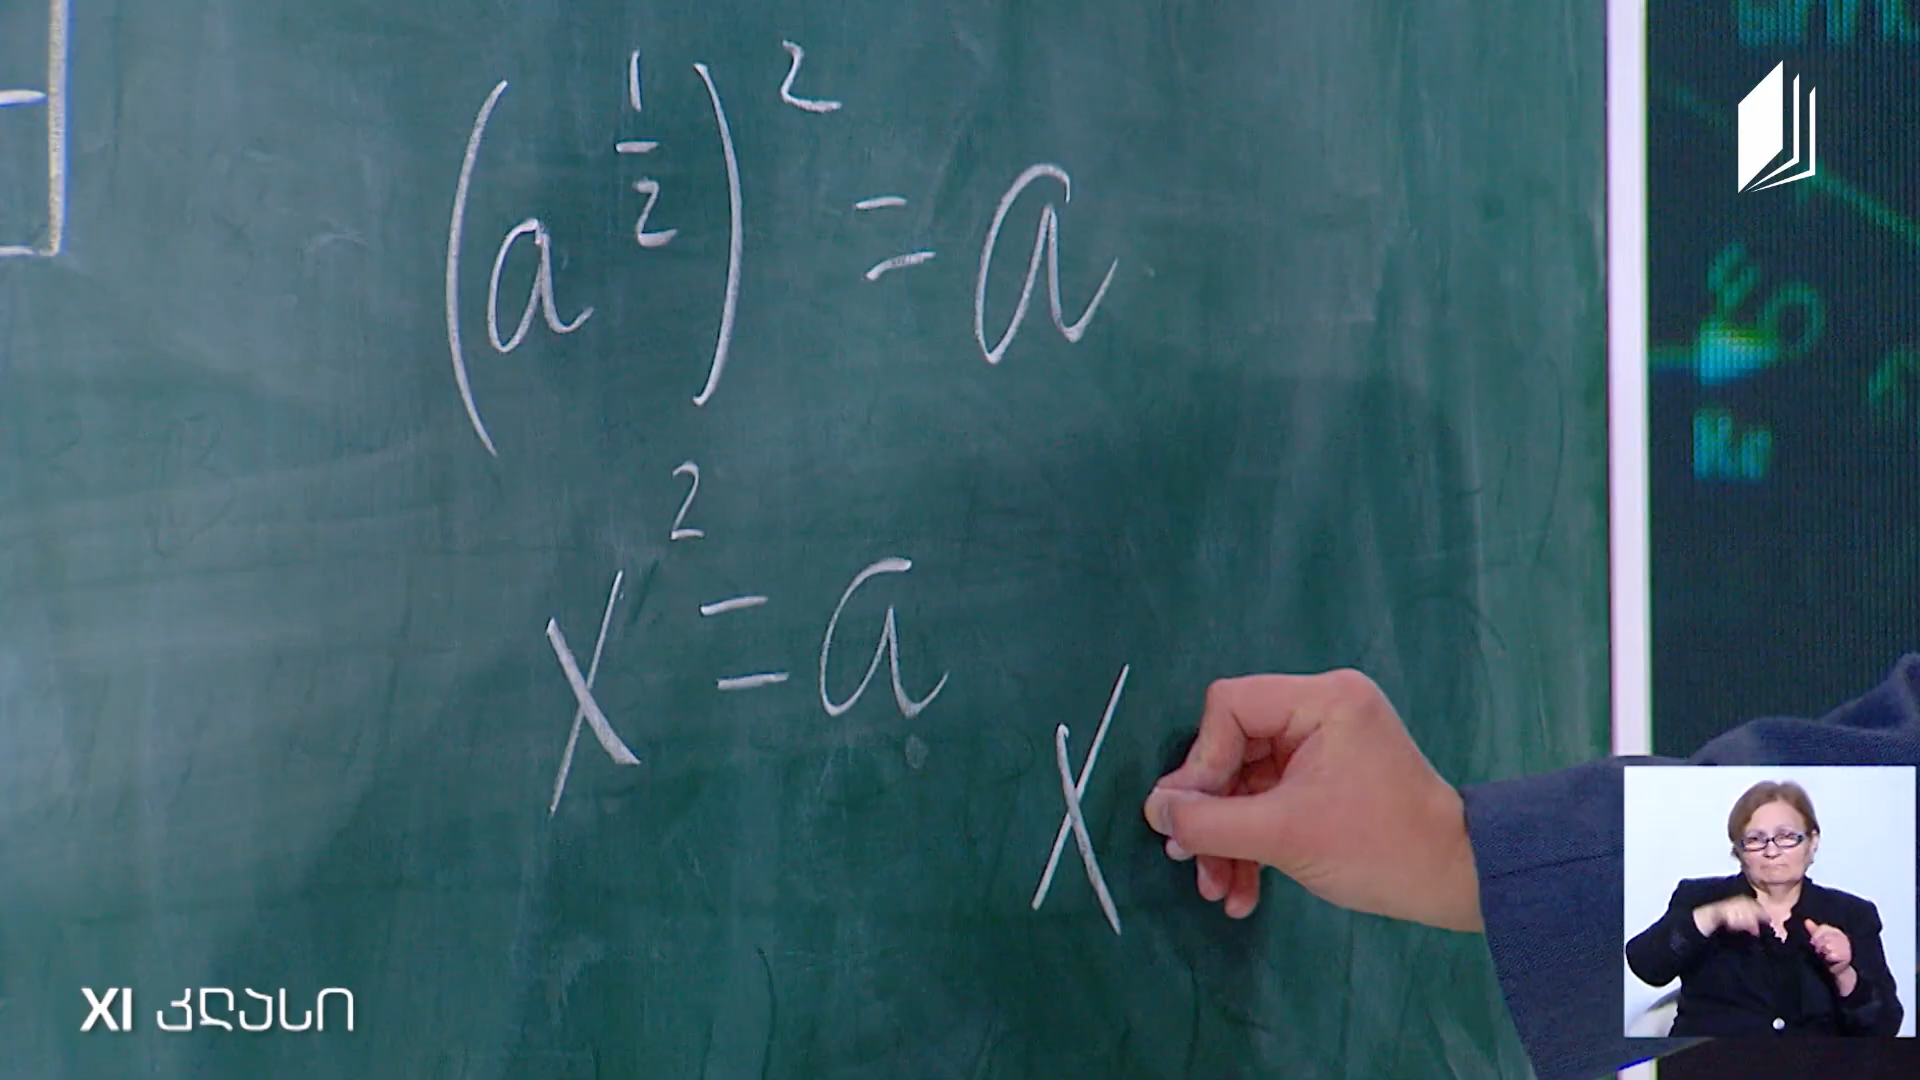 (a^(1/2))^2 = a
x^2 = a
x
XI კლასი